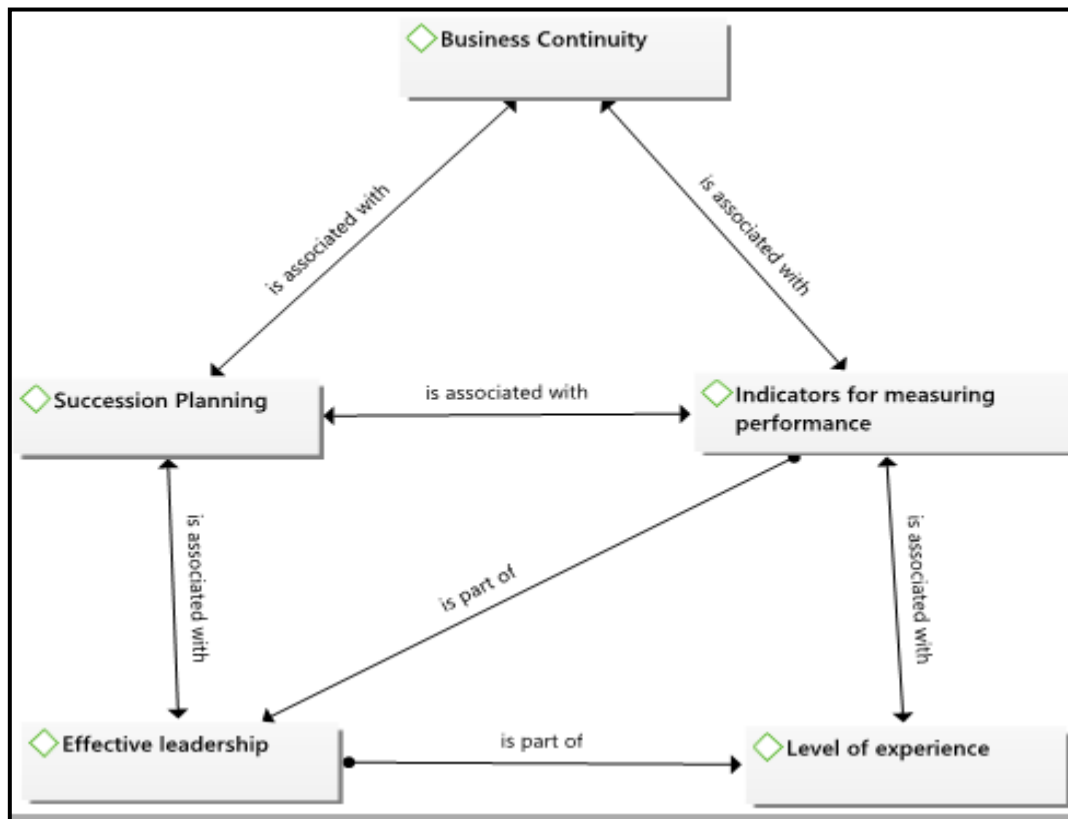 Business Continuity
is associated with
is associated with
Succession Planning
is associated with
Indicators for measuring
performance
is associated with
is part of
is associated with
Effective leadership
is part of
Level of experience